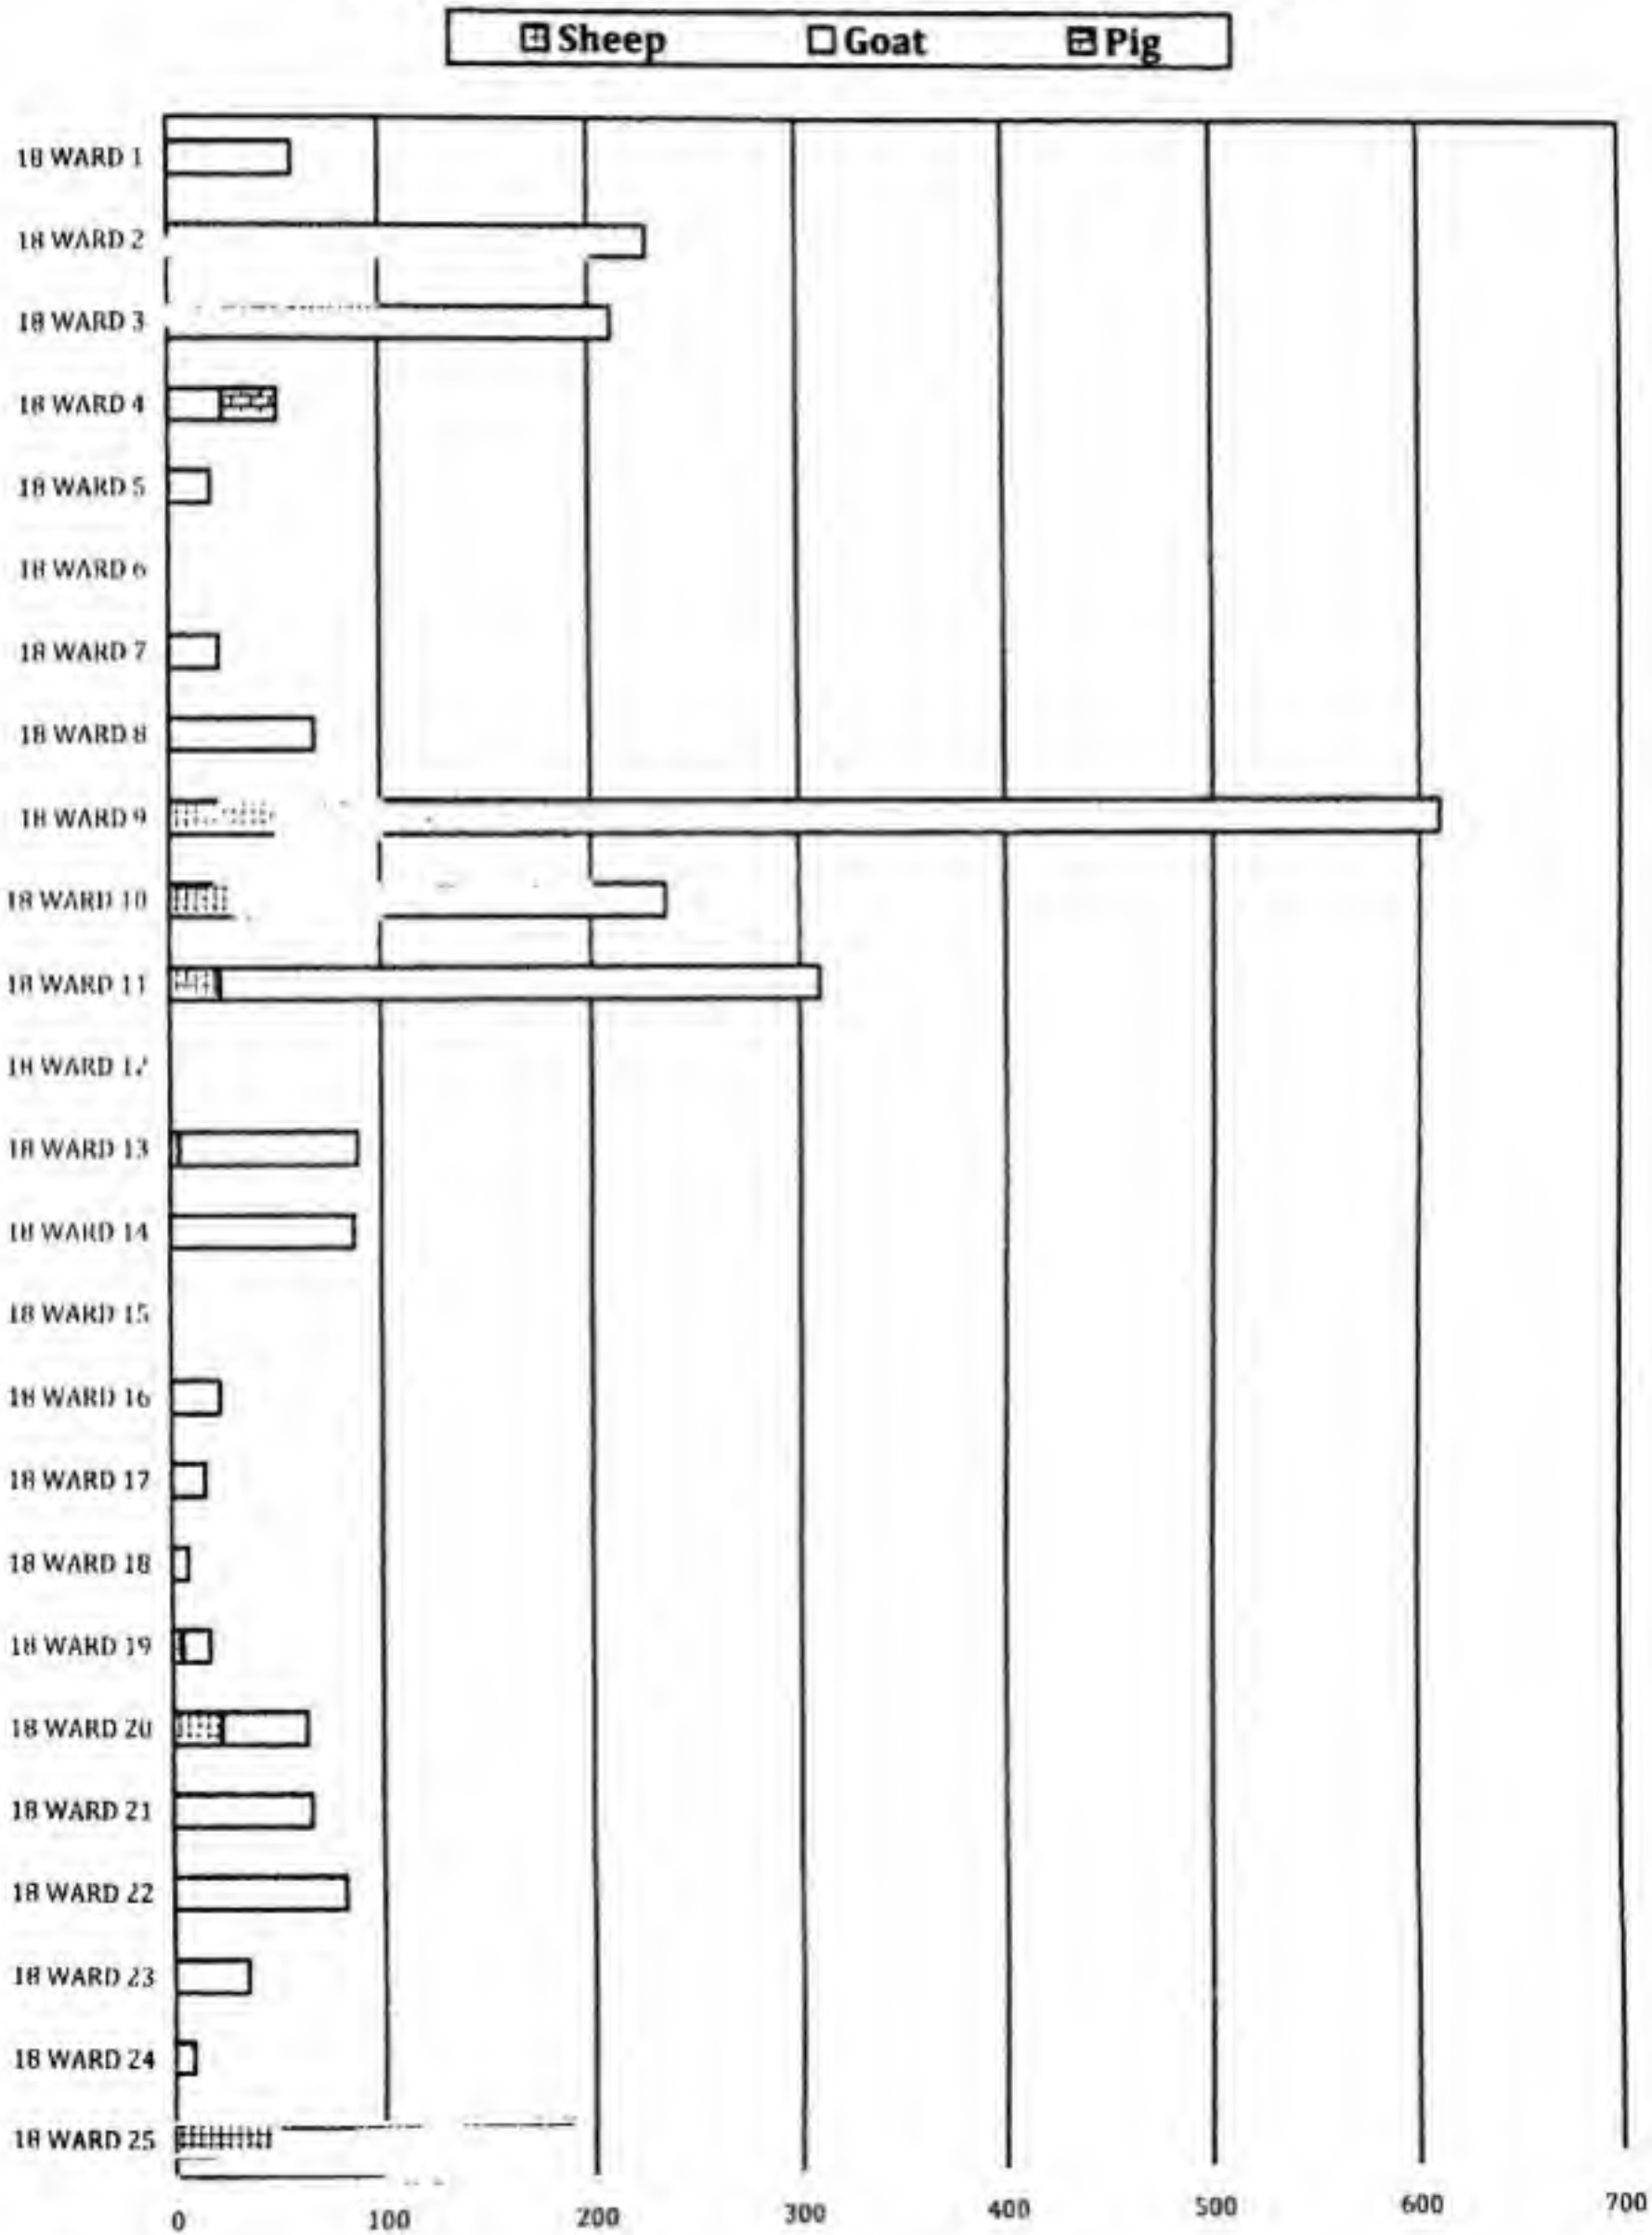 Sheep Goat Pig
18 WARD 1
18 WARD 2
18 WARD 3
18 WARD 4
18 WARD 5
18 WARD 6
18 WARD 7
18 WARD 8
18 WARD 9
18 WARD 10
18 WARD 11
18 WARD 12
18 WARD 13
18 WARD 14
18 WARD 15
18 WARD 16
18 WARD 17
18 WARD 18
18 WARD 19
18 WARD 20
18 WARD 21
18 WARD 22
18 WARD 23
18 WARD 24
18 WARD 25
0 100 200 300 400 500 600 700